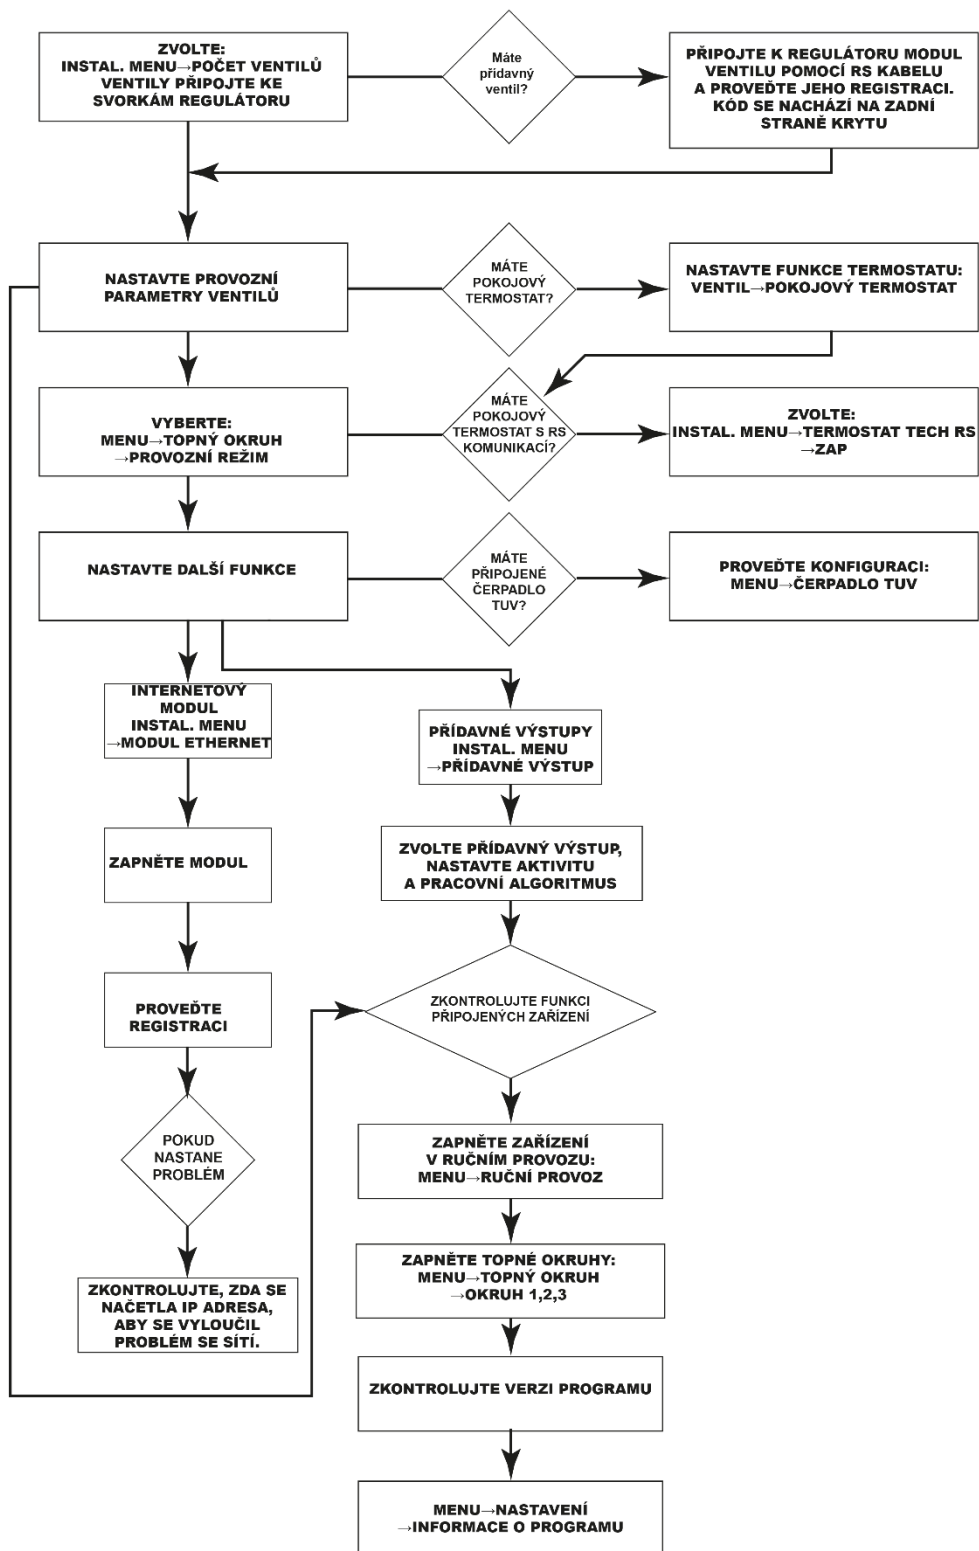 ZVOLTE:
INSTAL. MENU→POČET VENTILŮ
VENTILY PŘIPOJTE KE
SVORKÁM REGULÁTORU
Máte
přídavný
ventil?
PŘIPOJTE K REGULÁTORU MODUL
VENTILU POMOCÍ RS KABELU
A PROVEĎTE JEHO REGISTRACI.
KÓD SE NACHÁZÍ NA ZADNÍ
STRANĚ KRYTU
NASTAVTE PROVOZNÍ
PARAMETRY VENTILŮ
MÁTE
POKOJOVÝ
TERMOSTAT?
NASTAVTE FUNKCE TERMOSTATU:
VENTIL→POKOJOVÝ TERMOSTAT
VYBERTE:
MENU→TOPNÝ OKRUH
→PROVOZNÍ REŽIM
MÁTE
POKOJOVÝ
TERMOSTAT S RS
KOMUNIKACÍ?
ZVOLTE:
INSTAL. MENU→TERMOSTAT TECH RS
→ZAP
NASTAVTE DALŠÍ FUNKCE
MÁTE
PŘIPOJENÉ
ČERPADLO
TUV?
PROVEĎTE KONFIGURACI:
MENU→ČERPADLO TUV
INTERNETOVÝ
MODUL
INSTAL. MENU
→MODUL ETHERNET
PŘÍDAVNÉ VÝSTUPY
INSTAL. MENU
→PŘÍDAVNÉ VÝSTUP
ZAPNĚTE MODUL
ZVOLTE PŘÍDAVNÝ VÝSTUP,
NASTAVTE AKTIVITU
A PRACOVNÍ ALGORITMUS
PROVEĎTE
REGISTRACI
ZKONTROLUJTE FUNKCI
PŘIPOJENÝCH ZAŘÍZENÍ
POKUD
NASTANE
PROBLÉM
ZAPNĚTE ZAŘÍZENÍ
V RUČNÍM PROVOZU:
MENU→RUČNÍ PROVOZ
ZKONTROLUJTE, ZDA SE
NAČETLA IP ADRESA,
ABY SE VYLOUČIL
PROBLÉM SE SÍTÍ.
ZAPNĚTE TOPNÉ OKRUHY:
MENU→TOPNÝ OKRUH
→OKRUH 1,2,3
ZKONTROLUJTE VERZI PROGRAMU
MENU→NASTAVENÍ
→INFORMACE O PROGRAMU